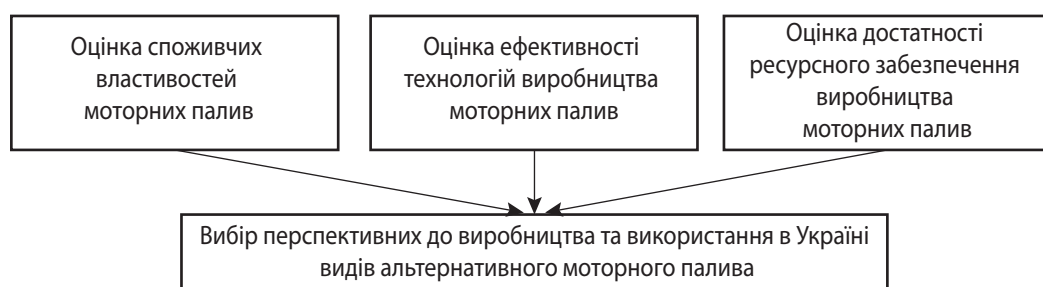 Оцінка споживчих
властивостей
моторних палив
Оцінка ефективності
технологій виробництва
моторних палив
Оцінка достатності
ресурсного забезпечення
виробництва
моторних палив
Вибір перспективних до виробництва та використання в Україні
видів альтернативного моторного палива